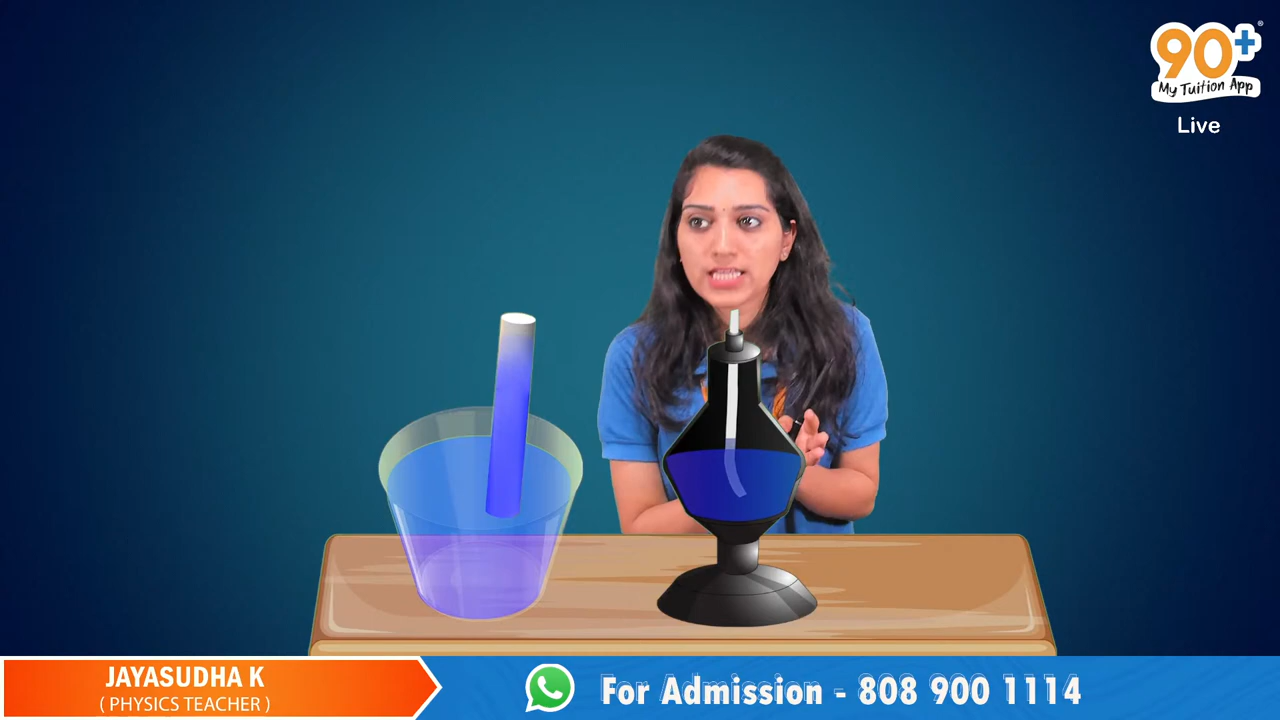 90+
My Tuition App
Live
JAYASUDHA K
( PHYSICS TEACHER )
For Admission - 808 900 1114